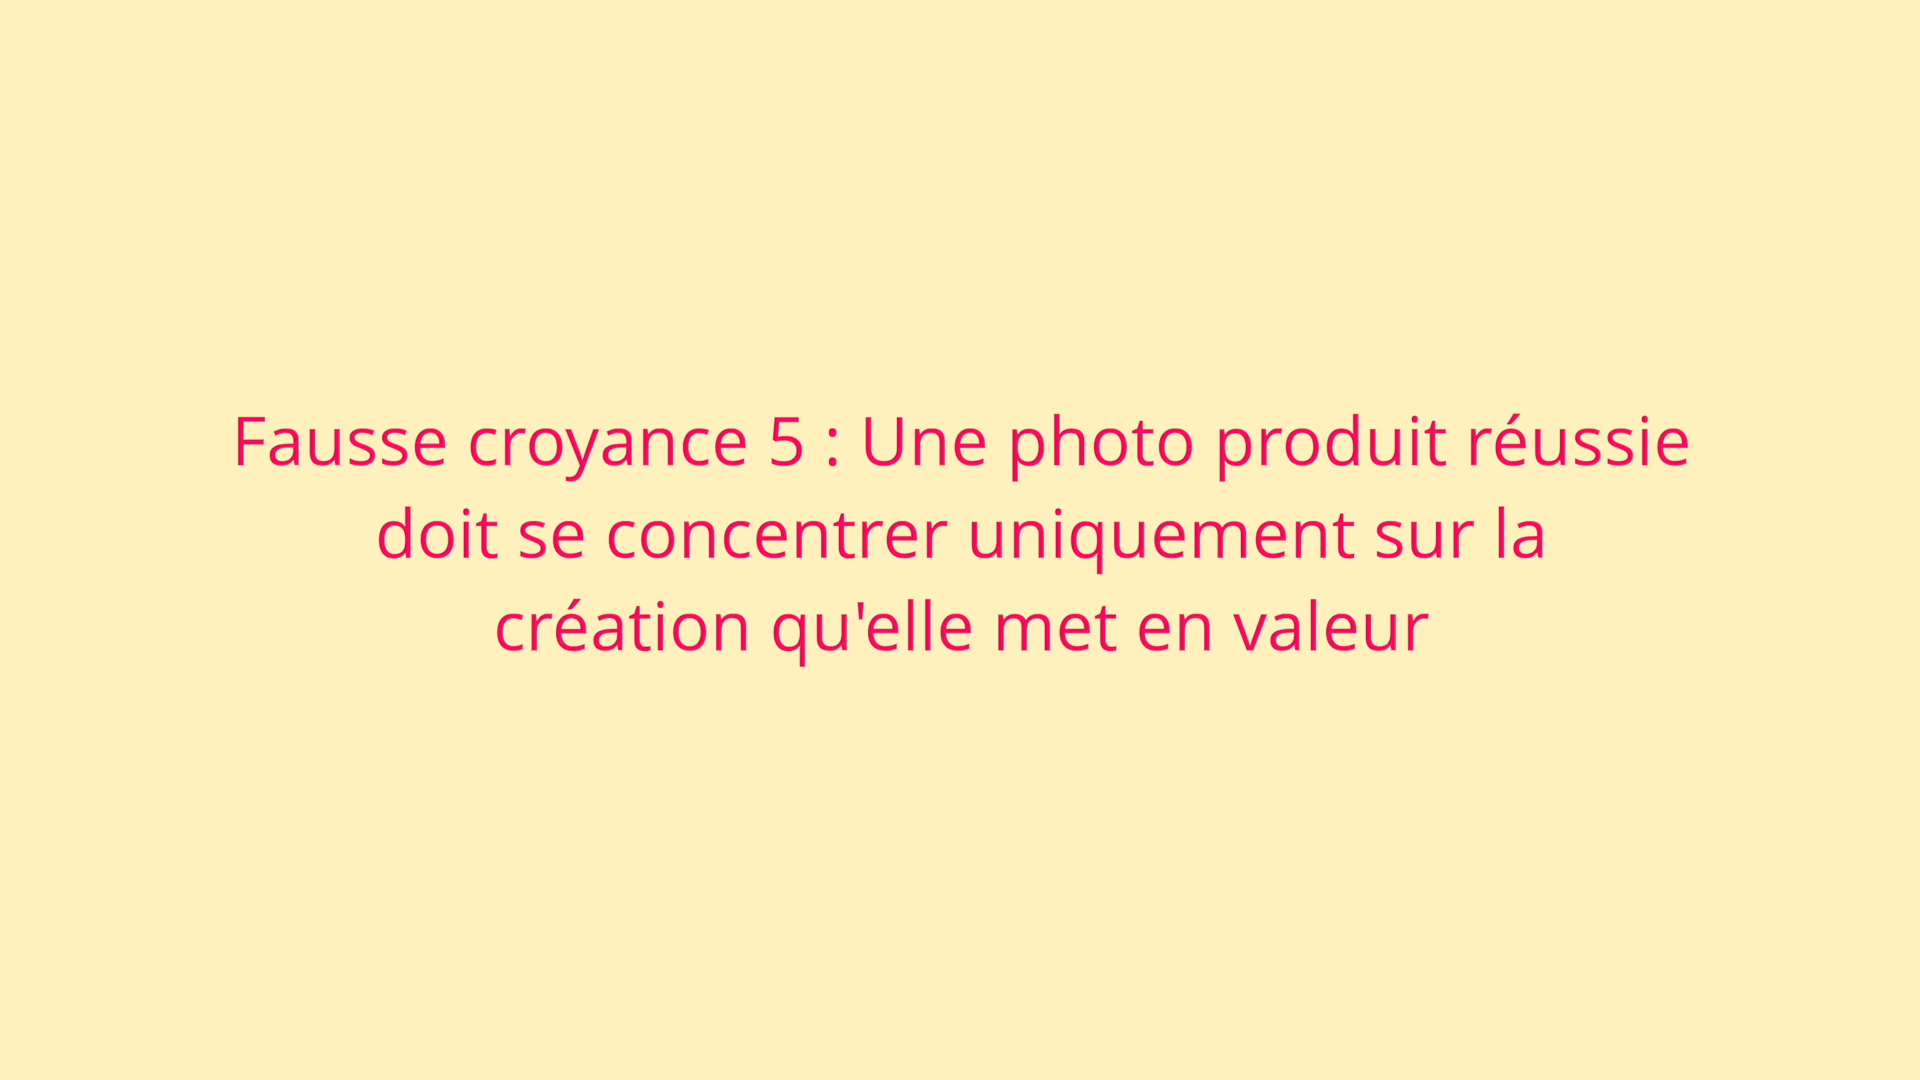 Fausse croyance 5 : Une photo produit réussie
doit se concentrer uniquement sur la
création qu'elle met en valeur